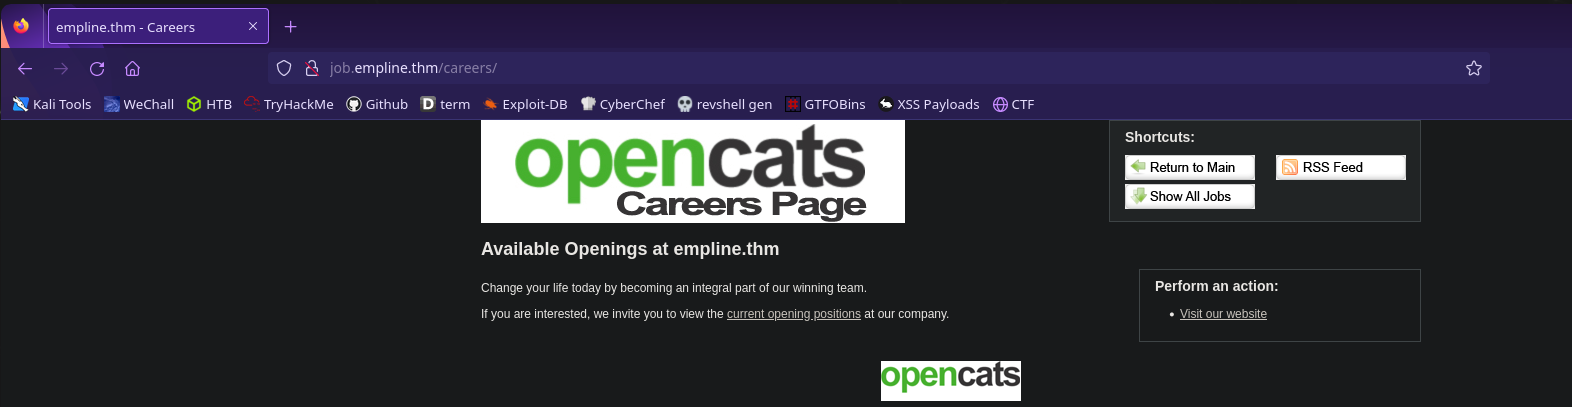 empline.thm - Careers
job.empline.thm/careers/
Kali Tools WeChall HTB TryHackMe Github term Exploit-DB CyberChef revshell gen GTFOBins XSS Payloads CTF
opencats
Careers Page
Available Openings at empline.thm
Change your life today by becoming an integral part of our winning team.
If you are interested, we invite you to view the current opening positions at our company.
opencats
Shortcuts:
Return to Main RSS Feed
Show All Jobs
Perform an action:
• Visit our website